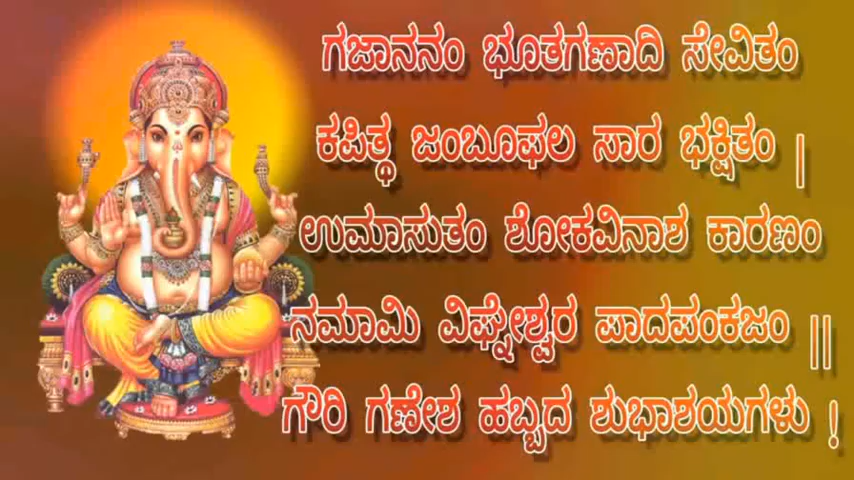 ಗಜಾನನಂ ಭೂತಗಣಾದಿ ಸೇವಿತಂ
ಕಪಿತ್ಥ ಜಂಬೂಫಲ ಸಾರ ಭಕ್ಷಿತಂ |
ಉಮಾಸುತಂ ಶೋಕವಿನಾಶ ಕಾರಣಂ
ನಮಾಮಿ ವಿಘ್ನೇಶ್ವರ ಪಾದಪಂಕಜಂ ||
ಗೌರಿ ಗಣೇಶ ಹಬ್ಬದ ಶುಭಾಶಯಗಳು !